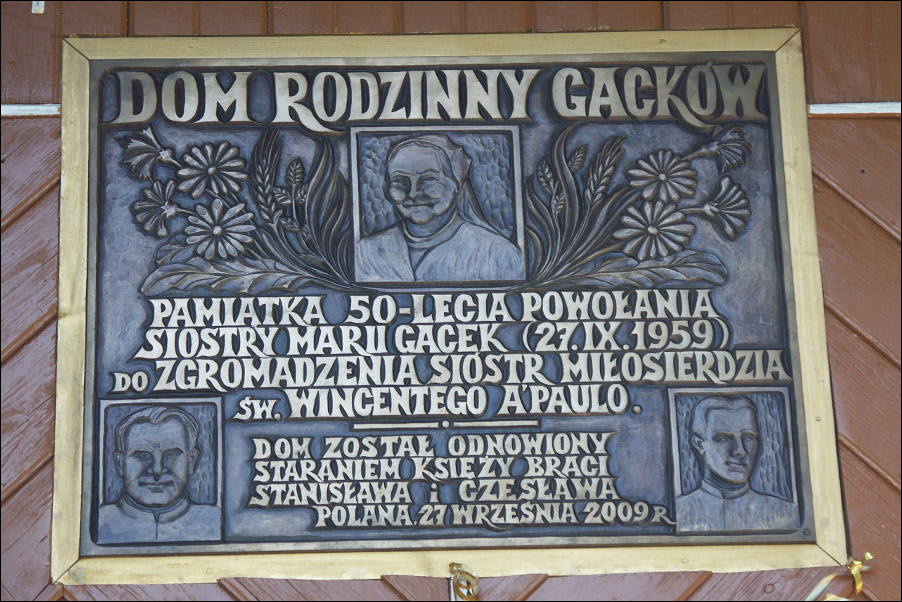 DOM RODZINNY GACKÓW
PAMIATKA 50-LECIA POWOŁANIA
SIOSTRY MARII GACEK (27.IX.1959)
DO ZGROMADZENIA SIÓSTR MIŁOSIERDZIA
ŚW. WINCENTEGO A'PAULO.
DOM ZOSTAŁ ODNOWIONY
STARANIEM KSIĘŻY BRACI
STANISŁAWA i CZESŁAWA
POLANA. 27 WRZEŚNIA 2009R